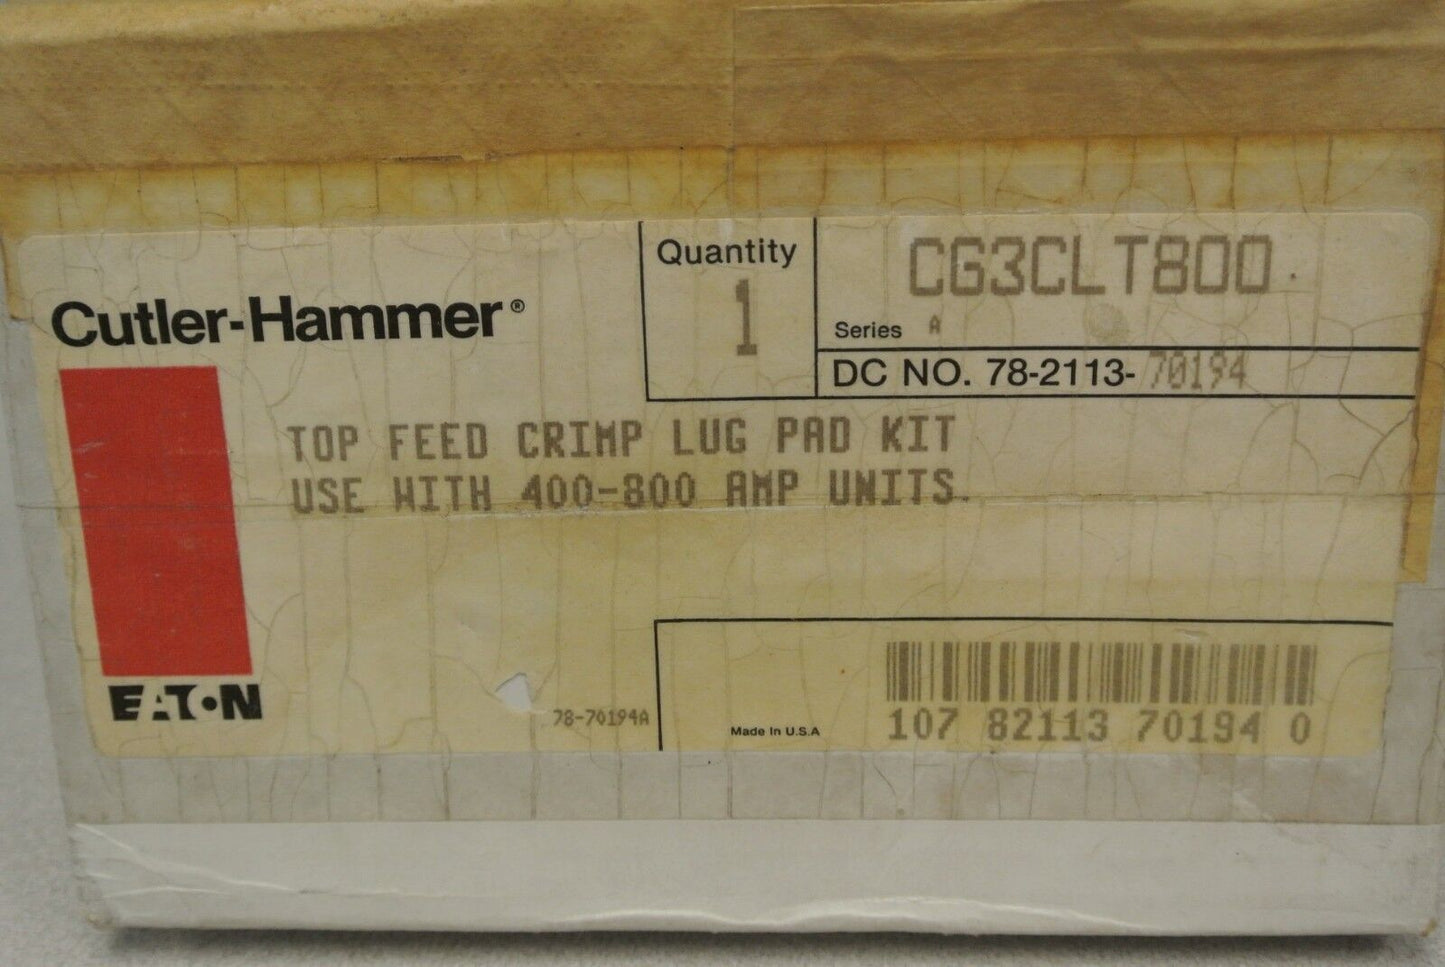 Cutler-Hammer®
Quantity
1
CG3CLT800
Series A
DC NO. 78-2113-70194
TOP FEED CRIMP LUG PAD KIT
USE WITH 400-800 AMP UNITS.
EATON
78-70194A
Made In U.S.A
107 82113 70194 0